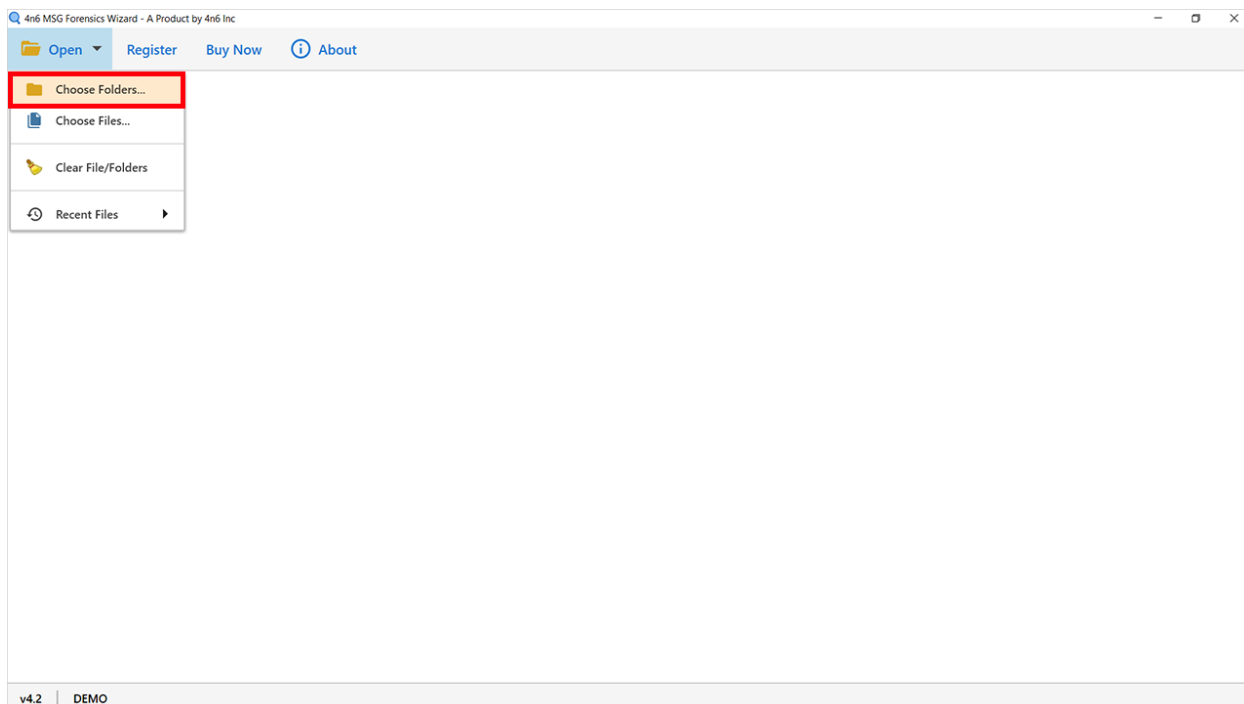 4n6 MSG Forensics Wizard - A Product by 4n6 Inc
Open Register Buy Now About
Choose Folders...
Choose Files...
Clear File/Folders
Recent Files
v4.2 DEMO